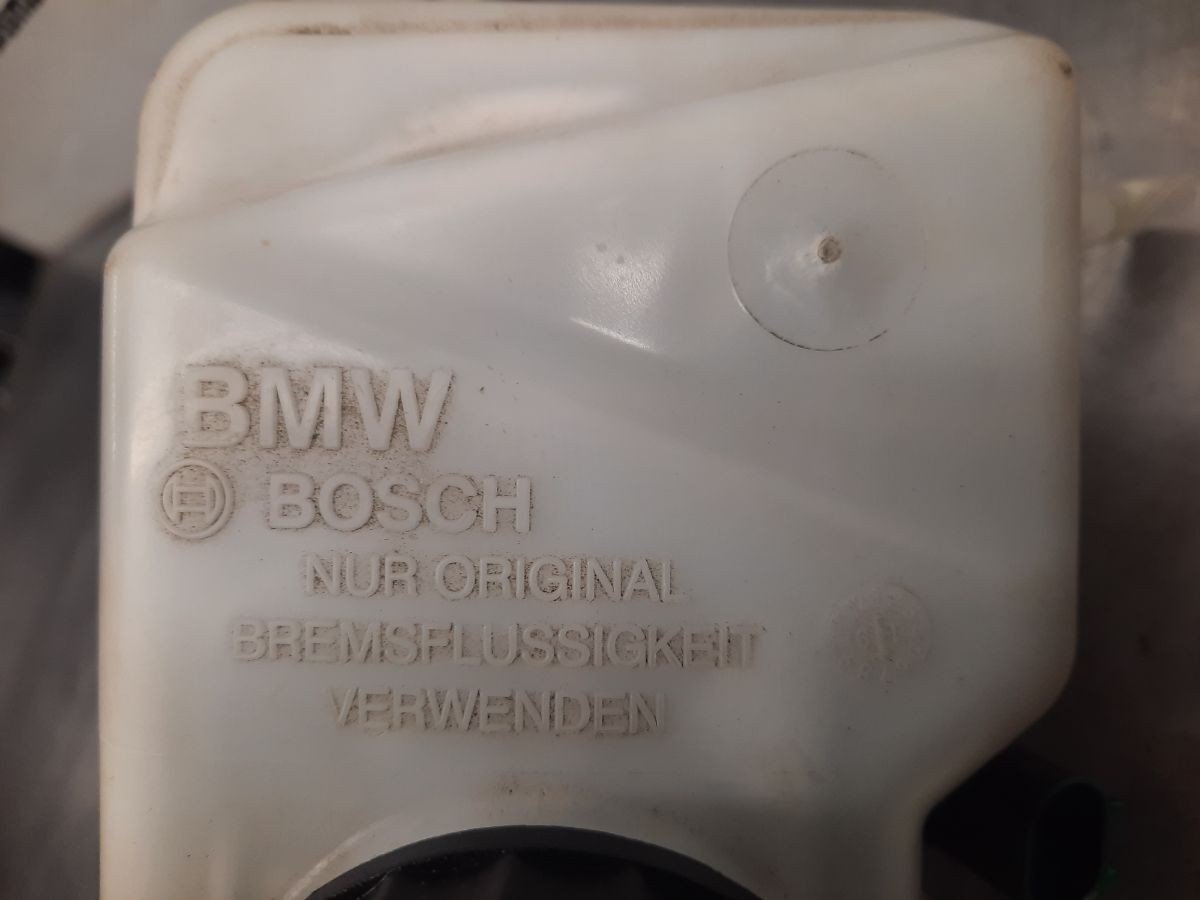 BMW
BOSCH
NUR ORIGINAL
BREMSFLUSSIGKEIT
VERWENDEN